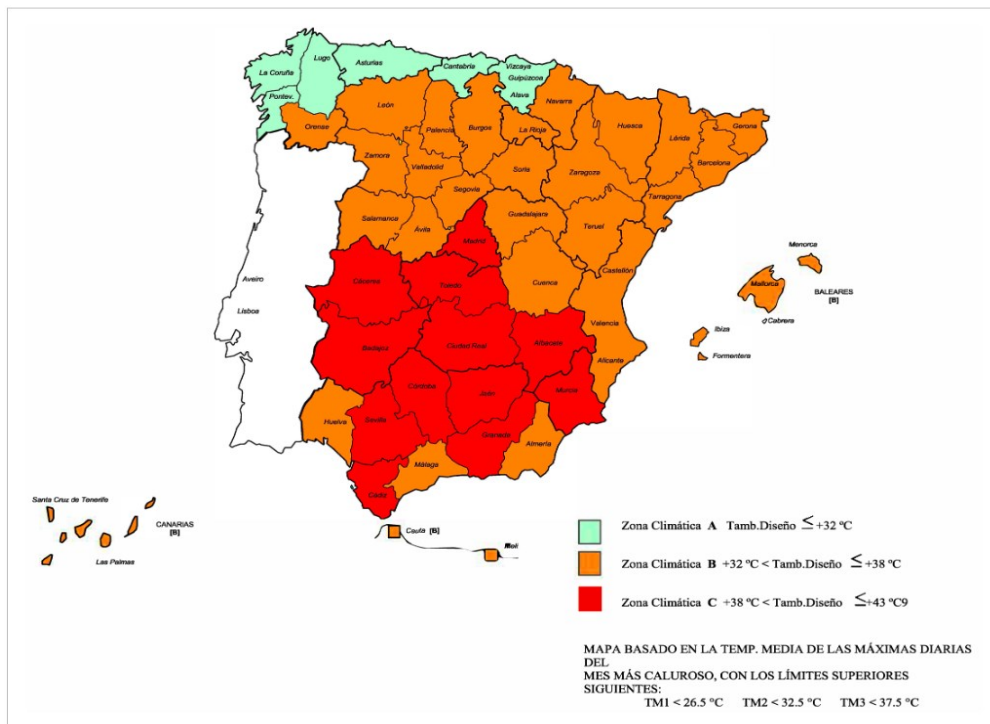 Lugo
La Coruña
Asturias
Cantabria
Vizcaya
Guipúzcoa
Alava
Pontev.
Orense
León
Palencia
Burgos
Navarra
La Rioja
Huesca
Lérida
Gerona
Barcelona
Zamora
Valladolid
Soria
Zaragoza
Tarragona
Segovia
Salamanca
Ávila
Guadalajara
Teruel
Madrid
Castellón
Menorca
Mallorca
BALEARES
[B]
Cabrera
Aveiro
Lisboa
Cáceres
Toledo
Cuenca
Valencia
Ibiza
Formentera
Badajoz
Ciudad Real
Albacete
Alicante
Córdoba
Jaén
Murcia
Huelva
Sevilla
Granada
Almería
Málaga
Cádiz
Santa Cruz de Tenerife
CANARIAS
[B]
Las Palmas
Ceuta [B]
Zona Climática A Tamb.Diseño ≤+32 ºC
Zona Climática B +32 ºC < Tamb.Diseño ≤+38 ºC
Zona Climática C +38 ºC < Tamb.Diseño ≤+43 ºC9
MAPA BASADO EN LA TEMP. MEDIA DE LAS MÁXIMAS DIARIAS
DEL
MES MÁS CALUROSO, CON LOS LÍMITES SUPERIORES
SIGUIENTES:
TM1 < 26.5 ºC TM2 < 32.5 ºC TM3 < 37.5 ºC